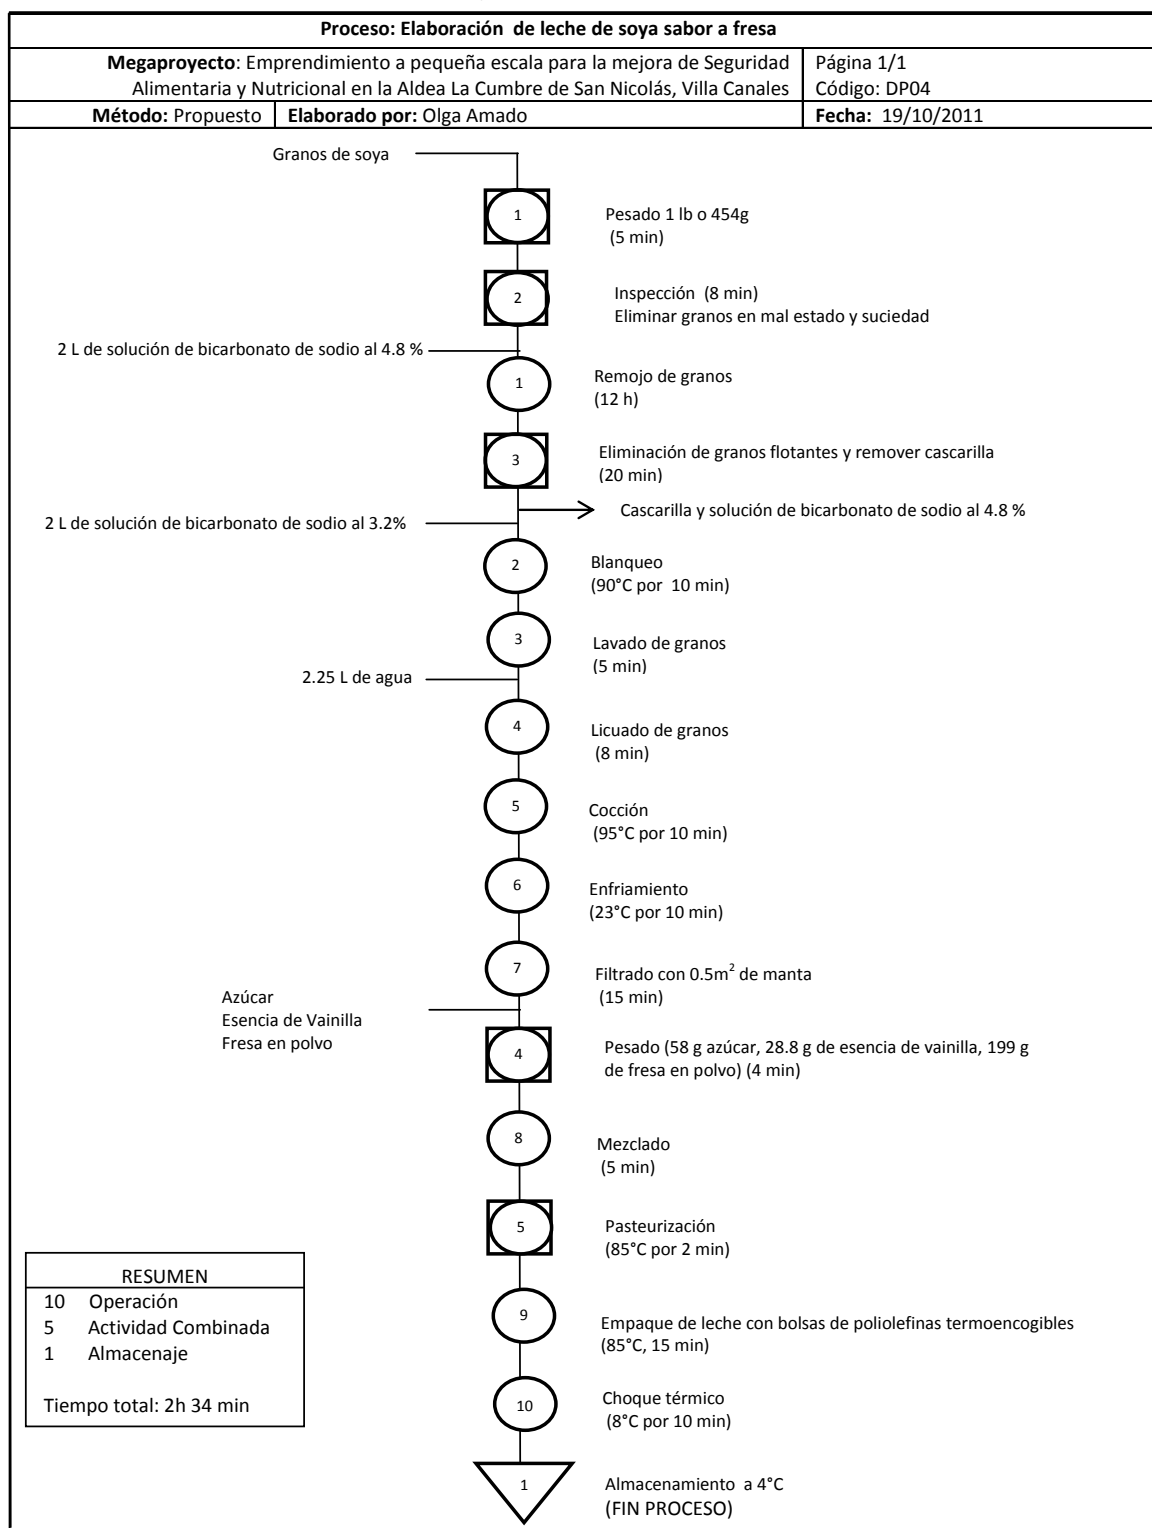 Proceso: Elaboración de leche de soya sabor a fresa
Megaproyecto: Emprendimiento a pequeña escala para la mejora de Seguridad
Alimentaria y Nutricional en la Aldea La Cumbre de San Nicolás, Villa Canales
Página 1/1
Código: DP04
Método: Propuesto
Elaborado por: Olga Amado
Fecha: 19/10/2011
Granos de soya
1
Pesado 1 lb o 454g
(5 min)
2
Inspección (8 min)
Eliminar granos en mal estado y suciedad
2 L de solución de bicarbonato de sodio al 4.8 %
1
Remojo de granos
(12 h)
3
Eliminación de granos flotantes y remover cascarilla
(20 min)
Cascarilla y solución de bicarbonato de sodio al 4.8 %
2 L de solución de bicarbonato de sodio al 3.2%
2
Blanqueo
(90°C por 10 min)
3
Lavado de granos
(5 min)
2.25 L de agua
4
Licuado de granos
(8 min)
5
Cocción
(95°C por 10 min)
6
Enfriamiento
(23°C por 10 min)
7
Filtrado con 0.5m² de manta
(15 min)
Azúcar
Esencia de Vainilla
Fresa en polvo
4
Pesado (58 g azúcar, 28.8 g de esencia de vainilla, 199 g
de fresa en polvo) (4 min)
8
Mezclado
(5 min)
5
Pasteurización
(85°C por 2 min)
9
Empaque de leche con bolsas de poliolefinas termoencogibles
(85°C, 15 min)
10
Choque térmico
(8°C por 10 min)
1
Almacenamiento a 4°C
(FIN PROCESO)
RESUMEN
10 Operación
5 Actividad Combinada
1 Almacenaje
Tiempo total: 2h 34 min